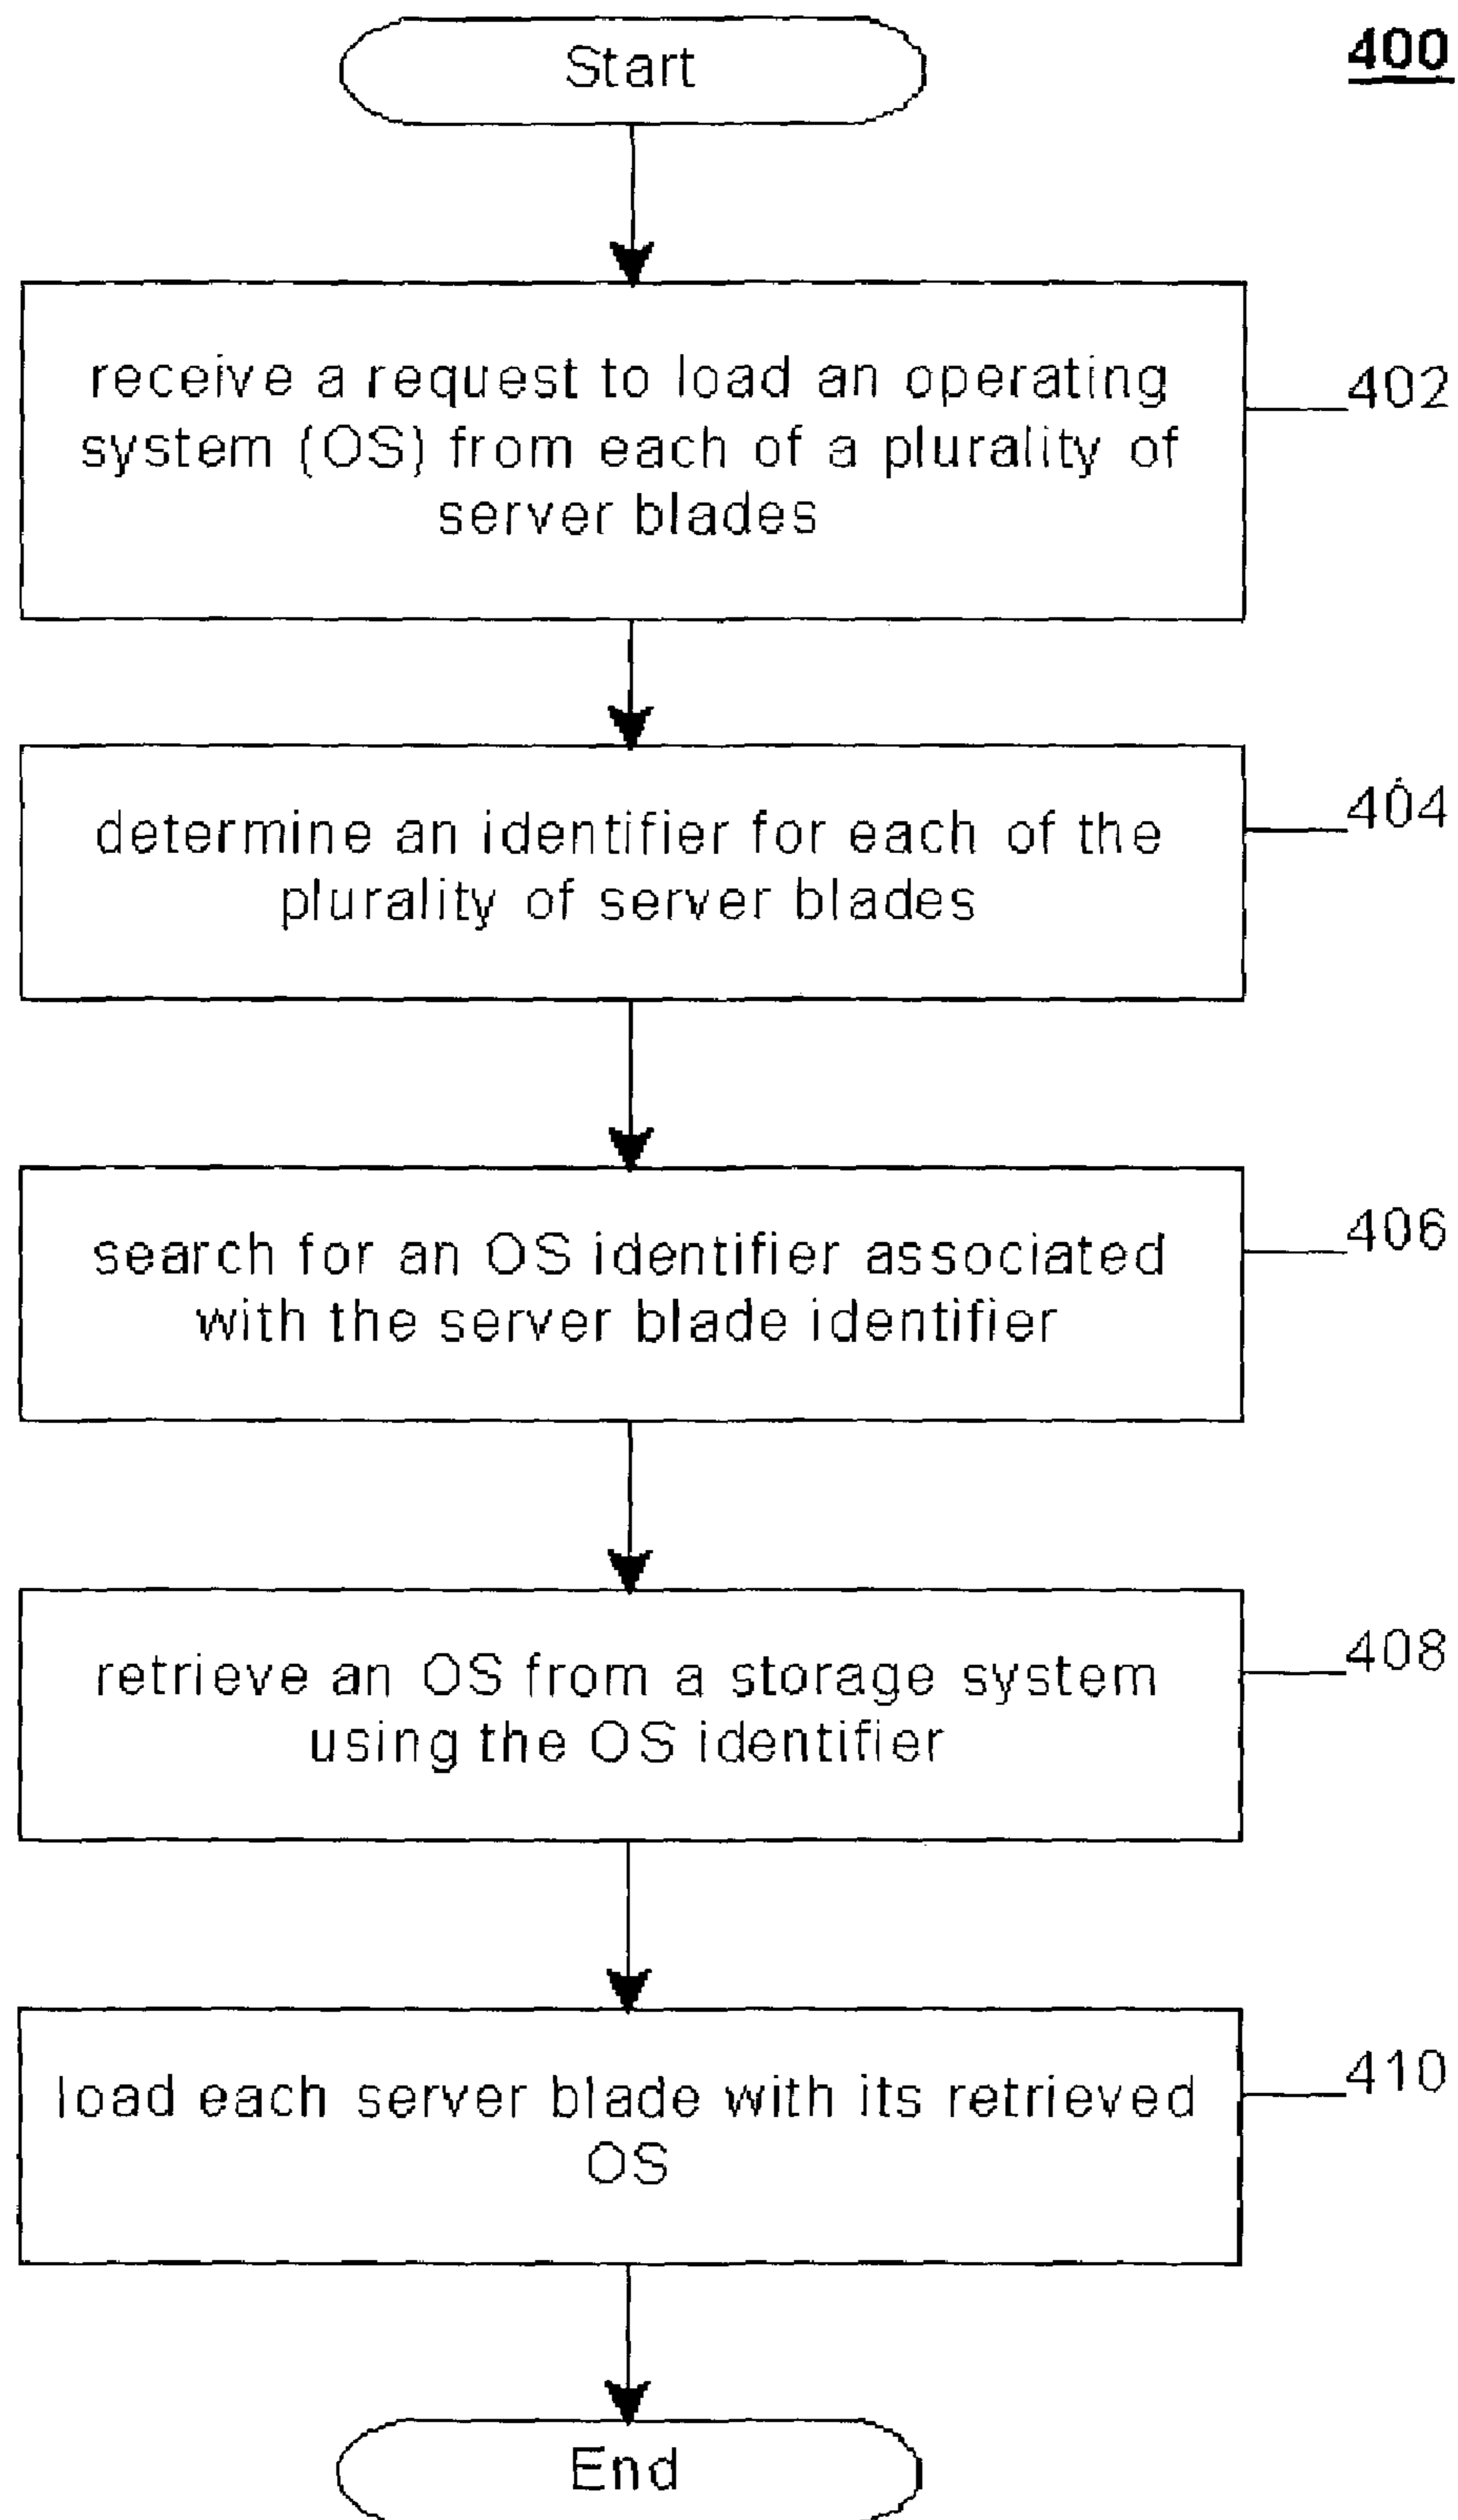 Start
400
receive a request to load an operating
system (OS) from each of a plurality of
server blades
402
determine an identifier for each of the
plurality of server blades
404
search for an OS identifier associated
with the server blade identifier
406
retrieve an OS from a storage system
using the OS identifier
408
load each server blade with its retrieved
OS
410
End